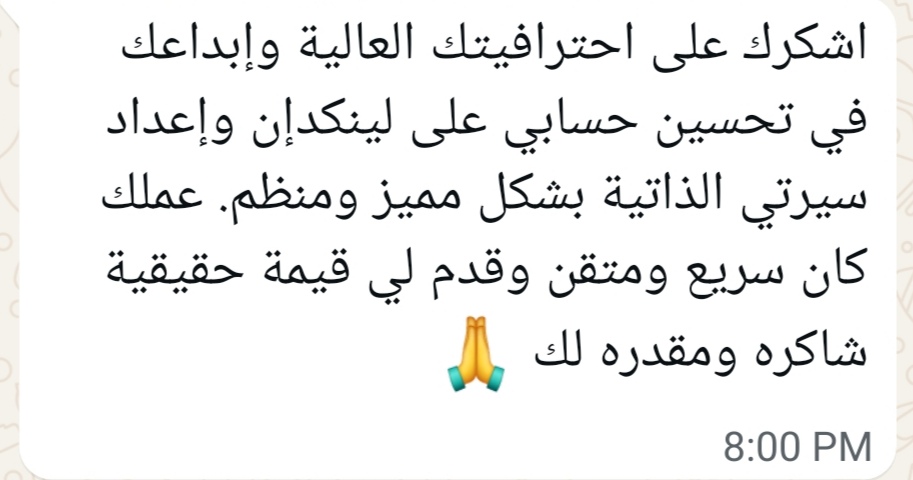 اشكرك على احترافيتك العالية وإبداعك
في تحسين حسابي على لينكدإن وإعداد
سيرتي الذاتية بشكل مميز ومنظم. عملك
كان سريع ومتقن وقدم لي قيمة حقيقية
شاكره ومقدره لك 🙏
8:00 PM